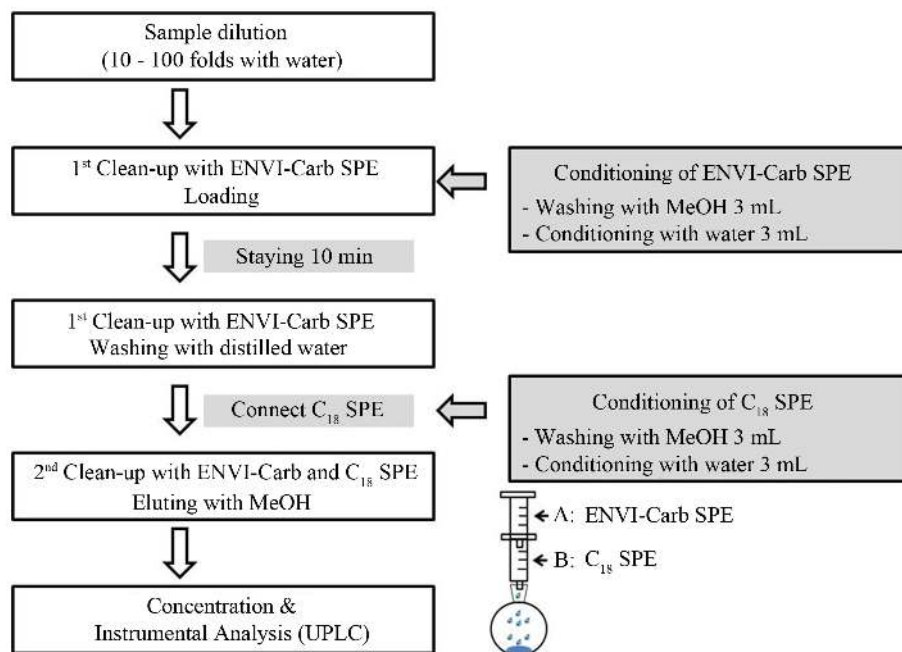 Sample dilution
(10 - 100 folds with water)
1st Clean-up with ENVI-Carb SPE
Loading
Conditioning of ENVI-Carb SPE
- Washing with MeOH 3 mL
- Conditioning with water 3 mL
Staying 10 min
1st Clean-up with ENVI-Carb SPE
Washing with distilled water
Connect C18 SPE
Conditioning of C18 SPE
- Washing with MeOH 3 mL
- Conditioning with water 3 mL
2nd Clean-up with ENVI-Carb and C18 SPE
Eluting with MeOH
A: ENVI-Carb SPE
B: C18 SPE
Concentration &
Instrumental Analysis (UPLC)